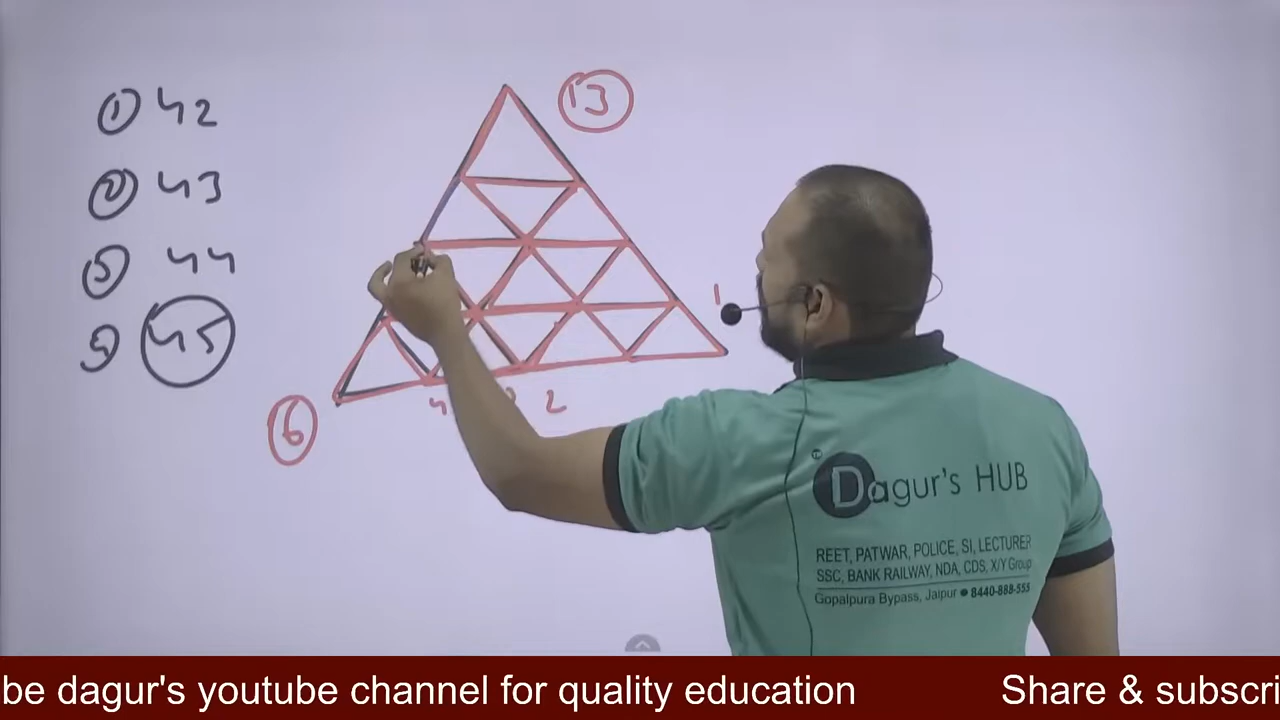 ① 42
② 43
③ 44
④ 45
13
6
1
4
2
Dagur's HUB
REET, PATWAR, POLICE, SI, LECTURER
SSC, BANK RAILWAY, NDA, CDS, X/Y Group
Gopalpura Bypass, Jaipur ● 8440-888-555
be dagur's youtube channel for quality education Share & subscri